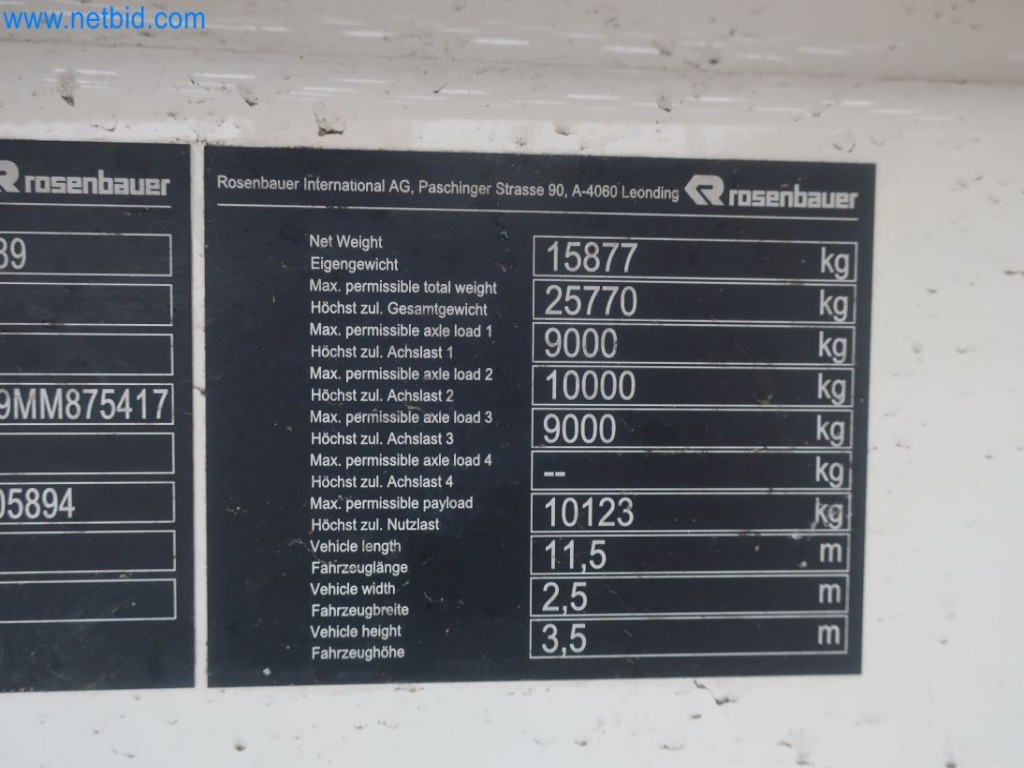 www.netbid.com
rosenbauer
39
9MM875417
05894
Rosenbauer International AG, Paschinger Strasse 90, A-4060 Leonding rosenbauer
Net Weight
Eigengewicht
15877 kg
Max. permissible total weight
Höchst zul. Gesamtgewicht
25770 kg
Max. permissible axle load 1
Höchst zul. Achslast 1
9000 kg
Max. permissible axle load 2
Höchst zul. Achslast 2
10000 kg
Max. permissible axle load 3
Höchst zul. Achslast 3
9000 kg
Max. permissible axle load 4
Höchst zul. Achslast 4
-- kg
Max. permissible payload
Höchst zul. Nutzlast
10123 kg
Vehicle length
Fahrzeuglänge
11,5 m
Vehicle width
Fahrzeugbreite
2,5 m
Vehicle height
Fahrzeughöhe
3,5 m